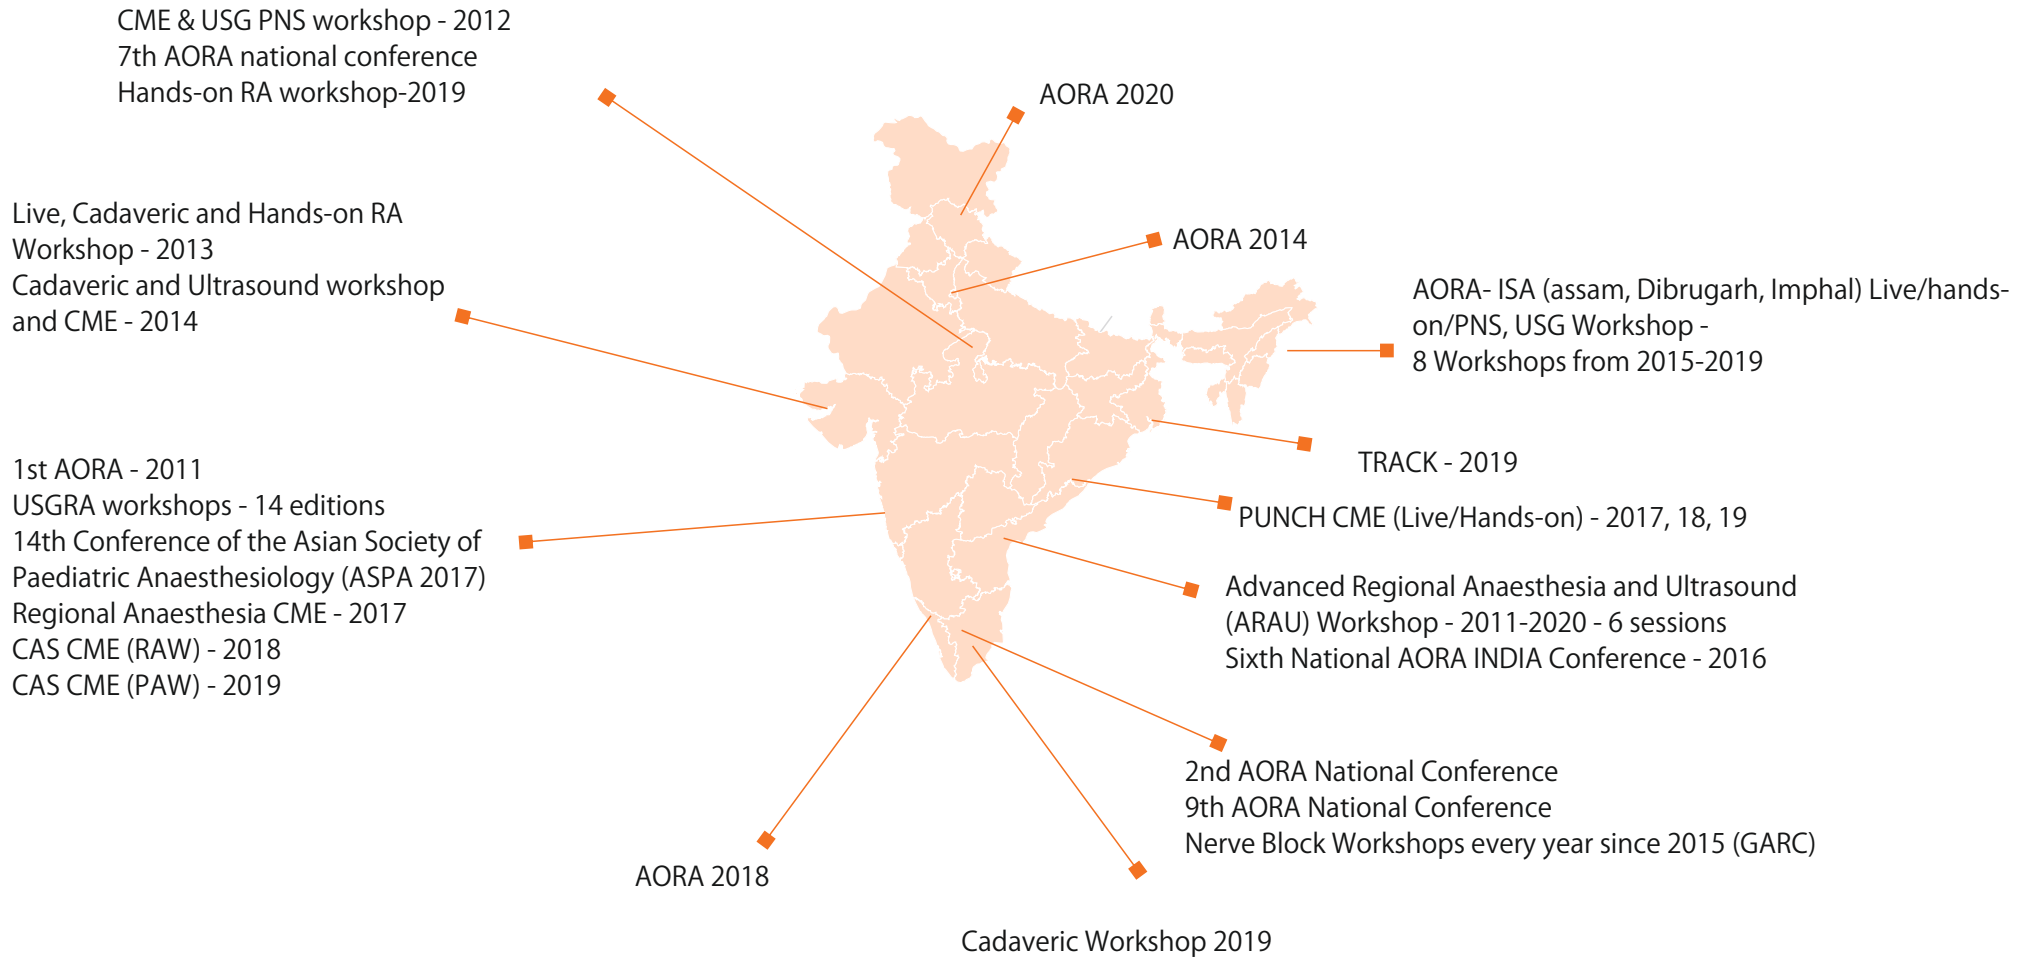 CME & USG PNS workshop - 2012
7th AORA national conference
Hands-on RA workshop-2019
AORA 2020
Live, Cadaveric and Hands-on RA
Workshop - 2013
Cadaveric and Ultrasound workshop
and CME - 2014
AORA 2014
AORA- ISA (assam, Dibrugarh, Imphal) Live/hands-
on/PNS, USG Workshop -
8 Workshops from 2015-2019
1st AORA - 2011
USGRA workshops - 14 editions
14th Conference of the Asian Society of
Paediatric Anaesthesiology (ASPA 2017)
Regional Anaesthesia CME - 2017
CAS CME (RAW) - 2018
CAS CME (PAW) - 2019
TRACK - 2019
PUNCH CME (Live/Hands-on) - 2017, 18, 19
Advanced Regional Anaesthesia and Ultrasound
(ARAU) Workshop - 2011-2020 - 6 sessions
Sixth National AORA INDIA Conference - 2016
2nd AORA National Conference
9th AORA National Conference
Nerve Block Workshops every year since 2015 (GARC)
AORA 2018
Cadaveric Workshop 2019